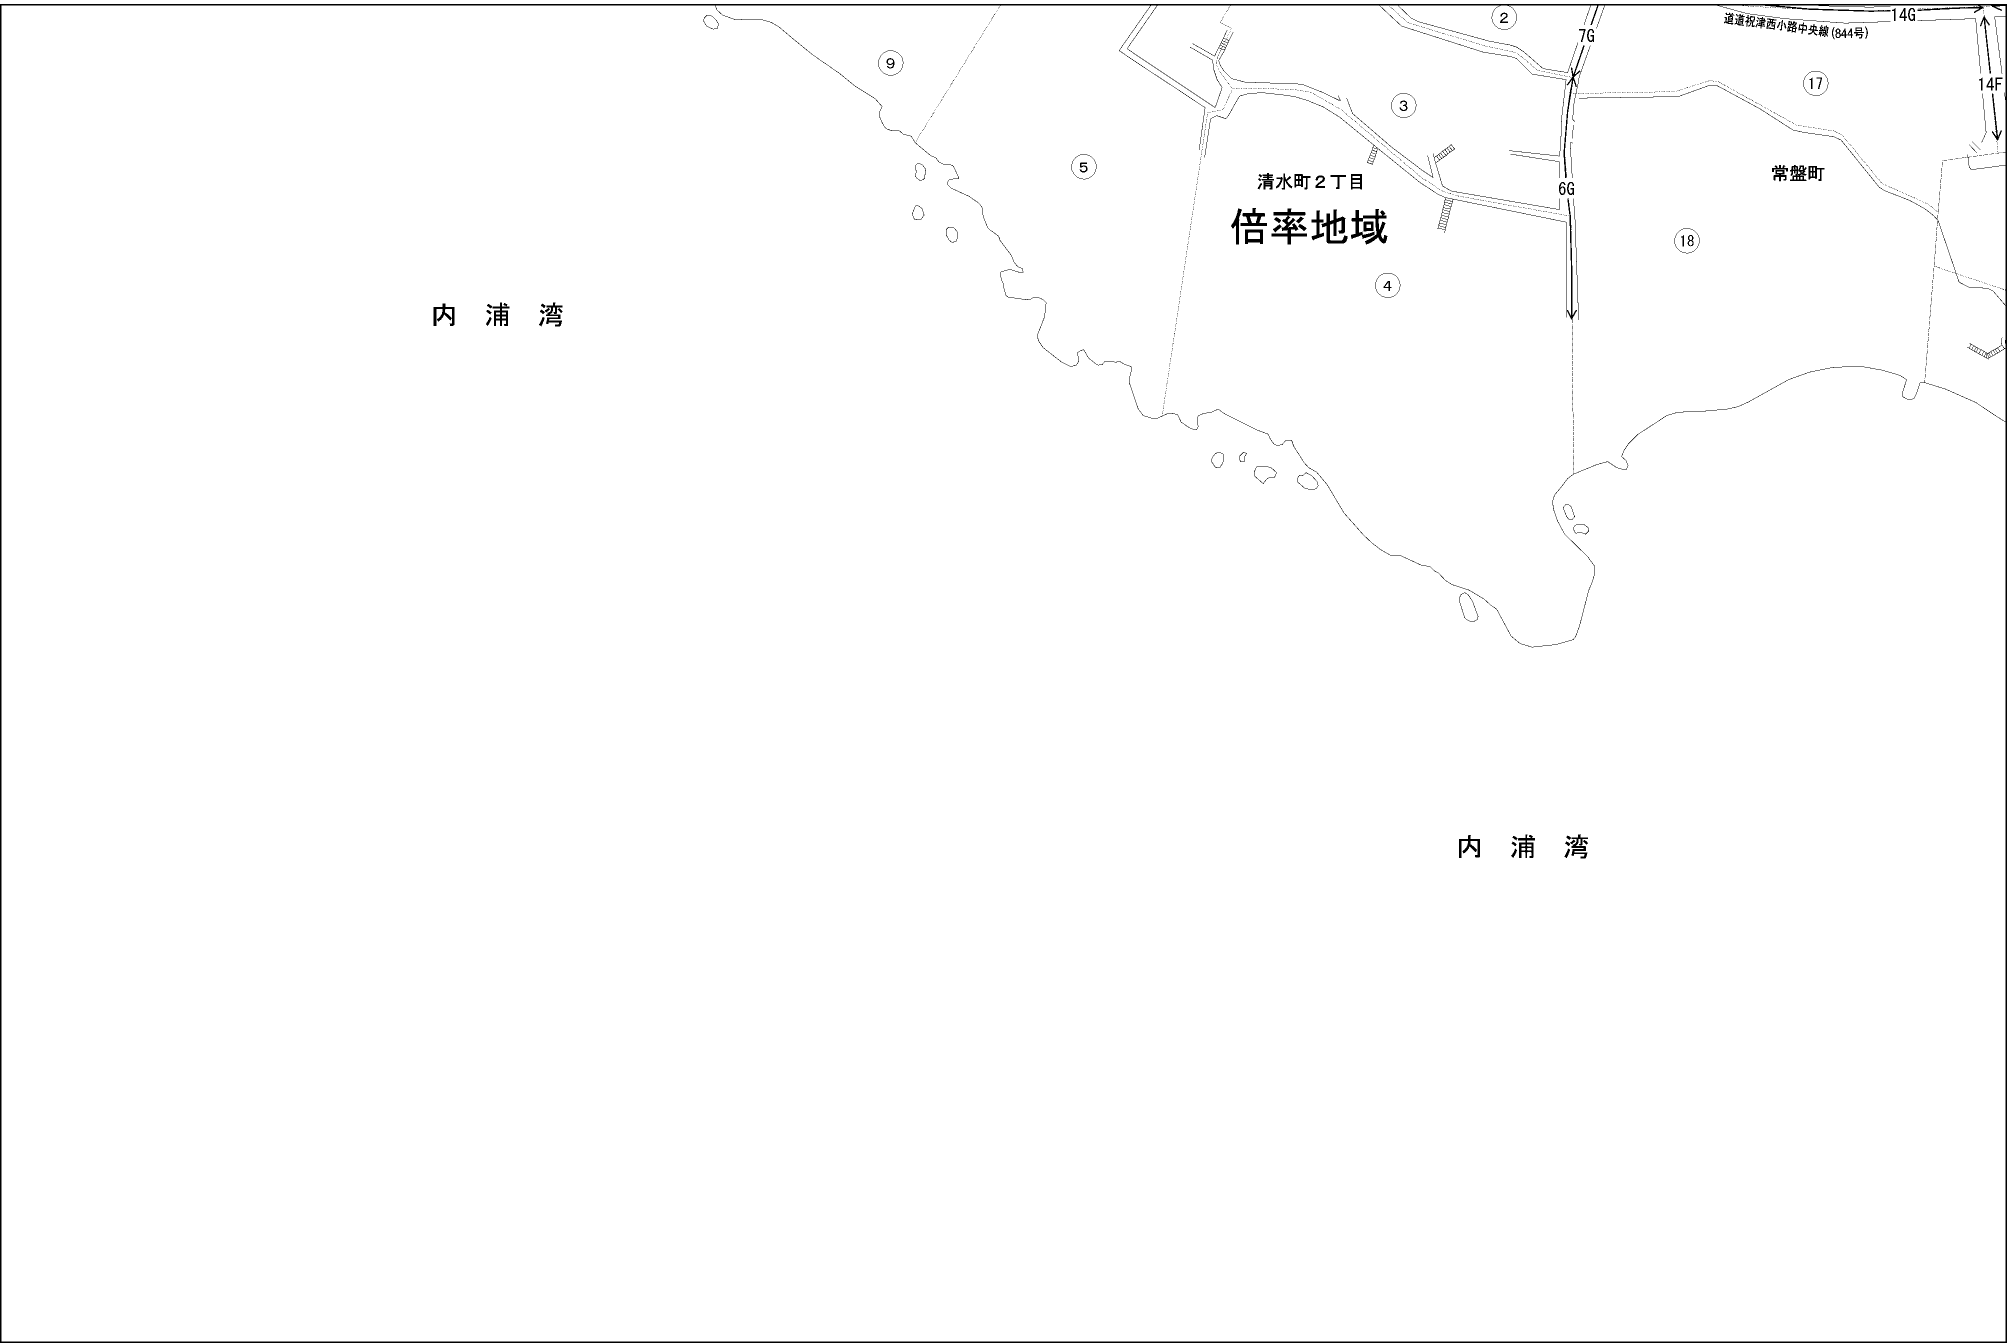 ②
14G
道道祝津西小路中央線(844号)
7G
⑨
⑰
14F
③
⑤
常盤町
清水町2丁目
6G
倍率地域
⑱
④
内浦湾
内浦湾